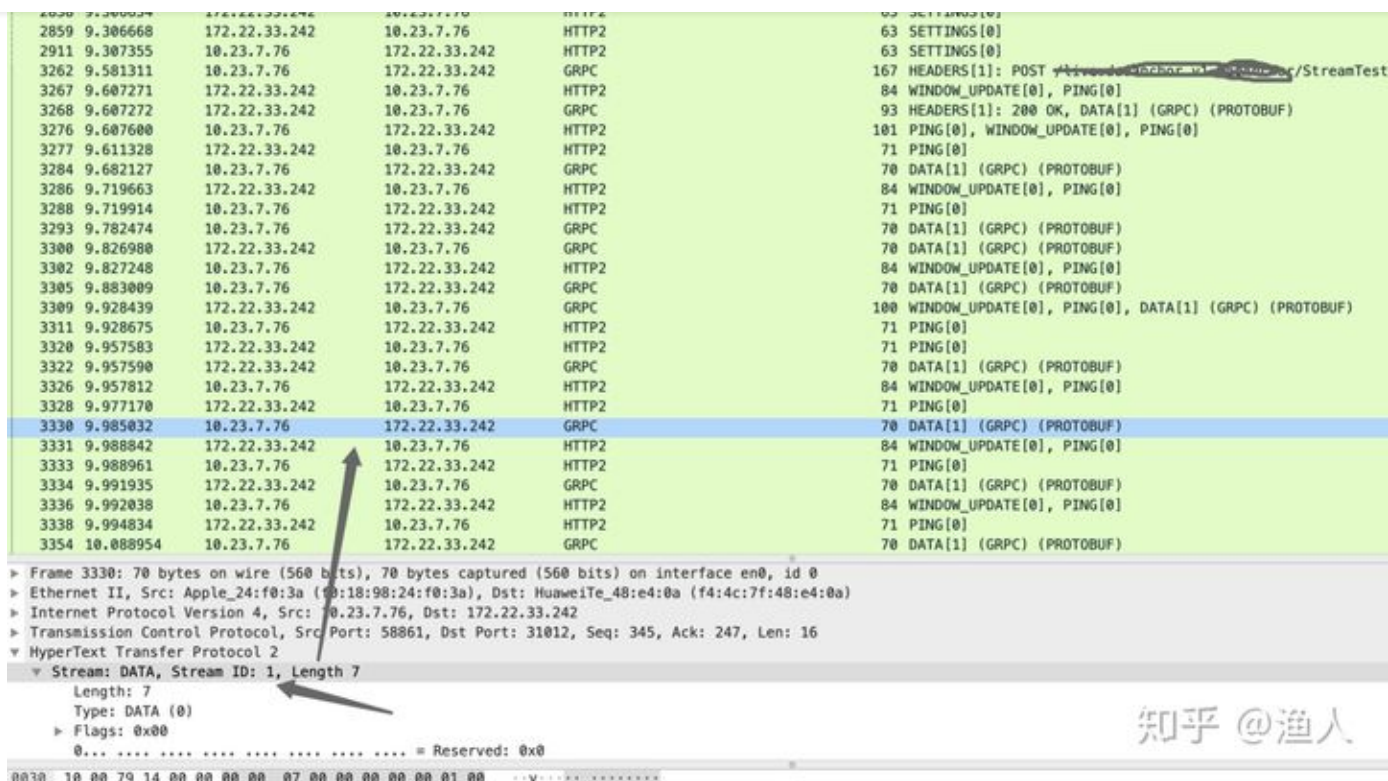 2859 9.306668 172.22.33.242 10.23.7.76 HTTP2 63 SETTINGS[0]
2911 9.307355 10.23.7.76 172.22.33.242 HTTP2 63 SETTINGS[0]
3262 9.581311 10.23.7.76 172.22.33.242 GRPC 167 HEADERS[1]: POST /StreamTest
3267 9.607271 172.22.33.242 10.23.7.76 HTTP2 84 WINDOW_UPDATE[0], PING[0]
3268 9.607272 172.22.33.242 10.23.7.76 GRPC 93 HEADERS[1]: 200 OK, DATA[1] (GRPC) (PROTOBUF)
3276 9.607600 10.23.7.76 172.22.33.242 HTTP2 101 PING[0], WINDOW_UPDATE[0], PING[0]
3277 9.611328 172.22.33.242 10.23.7.76 HTTP2 71 PING[0]
3284 9.682127 10.23.7.76 172.22.33.242 GRPC 70 DATA[1] (GRPC) (PROTOBUF)
3286 9.719663 172.22.33.242 10.23.7.76 HTTP2 84 WINDOW_UPDATE[0], PING[0]
3288 9.719914 10.23.7.76 172.22.33.242 HTTP2 71 PING[0]
3293 9.782474 10.23.7.76 172.22.33.242 GRPC 70 DATA[1] (GRPC) (PROTOBUF)
3300 9.826980 172.22.33.242 10.23.7.76 GRPC 70 DATA[1] (GRPC) (PROTOBUF)
3302 9.827248 10.23.7.76 172.22.33.242 HTTP2 84 WINDOW_UPDATE[0], PING[0]
3305 9.883009 10.23.7.76 172.22.33.242 GRPC 70 DATA[1] (GRPC) (PROTOBUF)
3309 9.928439 172.22.33.242 10.23.7.76 GRPC 100 WINDOW_UPDATE[0], PING[0], DATA[1] (GRPC) (PROTOBUF)
3311 9.928675 10.23.7.76 172.22.33.242 HTTP2 71 PING[0]
3320 9.957583 172.22.33.242 10.23.7.76 HTTP2 71 PING[0]
3322 9.957590 172.22.33.242 10.23.7.76 GRPC 70 DATA[1] (GRPC) (PROTOBUF)
3326 9.957812 10.23.7.76 172.22.33.242 HTTP2 84 WINDOW_UPDATE[0], PING[0]
3328 9.977170 172.22.33.242 10.23.7.76 HTTP2 71 PING[0]
3330 9.985032 10.23.7.76 172.22.33.242 GRPC 70 DATA[1] (GRPC) (PROTOBUF)
3331 9.988842 172.22.33.242 10.23.7.76 HTTP2 84 WINDOW_UPDATE[0], PING[0]
3333 9.988961 10.23.7.76 172.22.33.242 HTTP2 71 PING[0]
3334 9.991935 172.22.33.242 10.23.7.76 GRPC 70 DATA[1] (GRPC) (PROTOBUF)
3336 9.992038 10.23.7.76 172.22.33.242 HTTP2 84 WINDOW_UPDATE[0], PING[0]
3338 9.994834 172.22.33.242 10.23.7.76 HTTP2 71 PING[0]
3354 10.088954 10.23.7.76 172.22.33.242 GRPC 70 DATA[1] (GRPC) (PROTOBUF)
Frame 3330: 70 bytes on wire (560 bits), 70 bytes captured (560 bits) on interface en0, id 0
Ethernet II, Src: Apple_24:f0:3a (f0:18:98:24:f0:3a), Dst: HuaweiTe_48:e4:0a (f4:4c:7f:48:e4:0a)
Internet Protocol Version 4, Src: 10.23.7.76, Dst: 172.22.33.242
Transmission Control Protocol, Src Port: 58861, Dst Port: 31012, Seq: 345, Ack: 247, Len: 16
HyperText Transfer Protocol 2
Stream: DATA, Stream ID: 1, Length 7
Length: 7
Type: DATA (0)
Flags: 0x00
0... .... .... .... .... .... .... .... = Reserved: 0x0
知乎 @渔人
0030 10 00 79 14 00 00 00 00 07 00 00 00 00 00 01 00